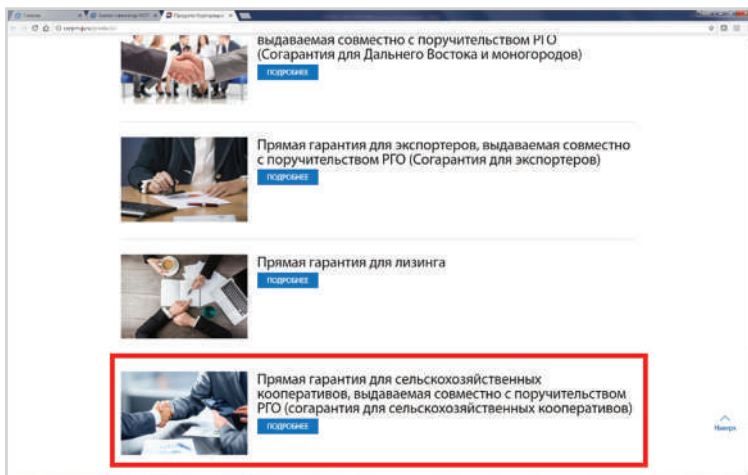 выдаваемая совместно с поручительством РГО
(Согарантия для Дальнего Востока и моногородов)
ПОДРОБНЕЕ
Прямая гарантия для экспортеров, выдаваемая совместно
с поручительством РГО (Согарантия для экспортеров)
ПОДРОБНЕЕ
Прямая гарантия для лизинга
ПОДРОБНЕЕ
Прямая гарантия для сельскохозяйственных
кооперативов, выдаваемая совместно с поручительством
РГО (согарантия для сельскохозяйственных кооперативов)
ПОДРОБНЕЕ
Наверх